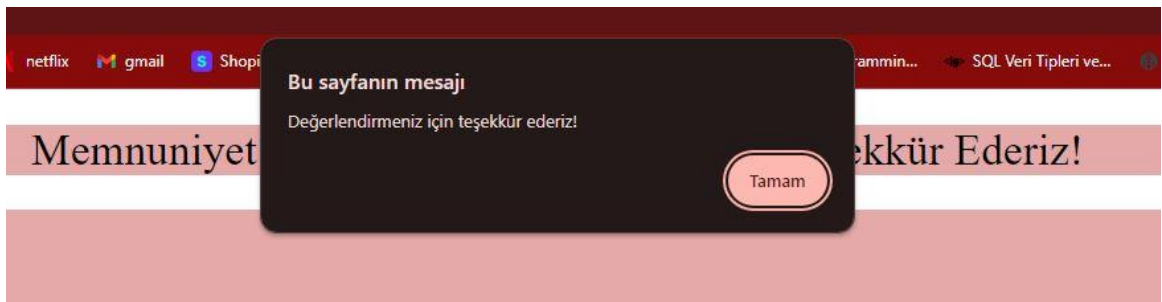 netflix
gmail
S Shopi
rammin...
SQL Veri Tipleri ve...
Bu sayfanın mesajı
Değerlendirmeniz için teşekkür ederiz!
Tamam
Memnuniyet
ekkür Ederiz!